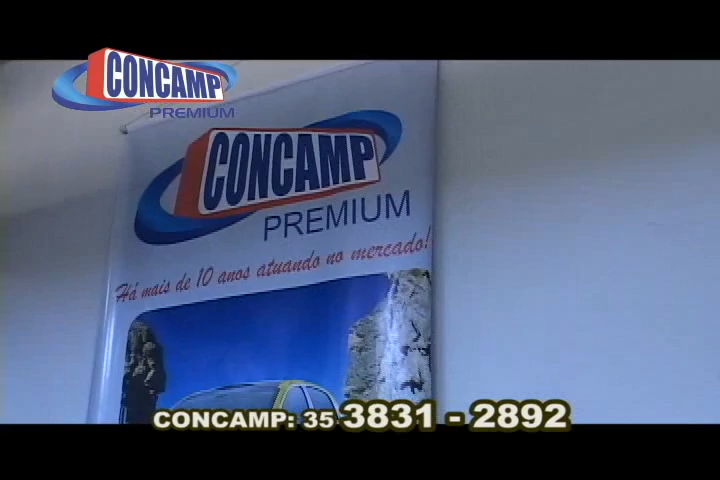 CONCAMP
PREMIUM
CONCAMP
PREMIUM
Há mais de 10 anos atuando no mercado!
CONCAMP: 35 3831 - 2892